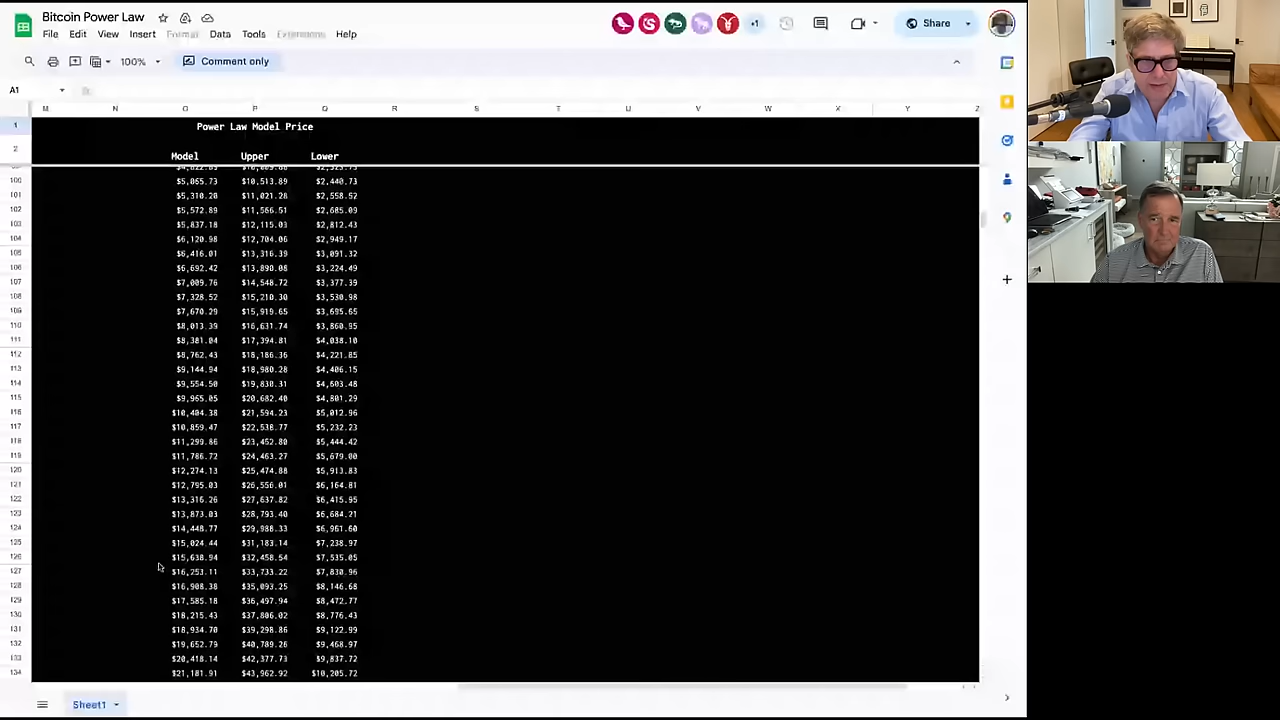 Bitcoin Power Law
File Edit View Insert Format Data Tools Extensions Help
+1
Share
100%
Comment only
A1
M N O P Q R S T U V W X Y Z
1 Power Law Model Price
2 Model Upper Lower
100 $5,065.73 $10,513.89 $2,440.73
101 $5,310.20 $11,021.28 $2,558.52
102 $5,572.89 $11,566.51 $2,685.09
103 $5,837.18 $12,115.03 $2,812.43
104 $6,120.98 $12,704.06 $2,949.17
105 $6,416.01 $13,316.39 $3,091.32
106 $6,692.42 $13,890.08 $3,224.49
107 $7,009.76 $14,548.72 $3,377.39
108 $7,328.52 $15,210.30 $3,530.98
109 $7,670.29 $15,919.65 $3,695.65
110 $8,013.39 $16,631.74 $3,860.95
111 $8,381.04 $17,394.81 $4,038.10
112 $8,762.43 $18,186.36 $4,221.85
113 $9,144.94 $18,980.28 $4,406.15
114 $9,554.50 $19,830.31 $4,603.48
115 $9,965.05 $20,682.40 $4,801.29
116 $10,404.38 $21,594.23 $5,012.96
117 $10,859.47 $22,538.77 $5,232.23
118 $11,299.86 $23,452.80 $5,444.42
119 $11,786.72 $24,463.27 $5,679.00
120 $12,274.13 $25,474.88 $5,913.83
121 $12,795.03 $26,556.01 $6,164.81
122 $13,316.26 $27,637.82 $6,415.95
123 $13,873.03 $28,793.40 $6,684.21
124 $14,448.77 $29,988.33 $6,961.60
125 $15,024.44 $31,183.14 $7,238.97
126 $15,638.94 $32,458.54 $7,535.05
127 $16,253.11 $33,733.22 $7,830.96
128 $16,908.38 $35,093.25 $8,146.68
129 $17,585.18 $36,497.94 $8,472.77
130 $18,215.43 $37,806.02 $8,776.43
131 $18,934.70 $39,298.86 $9,122.99
132 $19,652.79 $40,789.26 $9,468.97
133 $20,418.14 $42,377.73 $9,837.72
134 $21,181.91 $43,962.92 $10,205.72
Sheet1